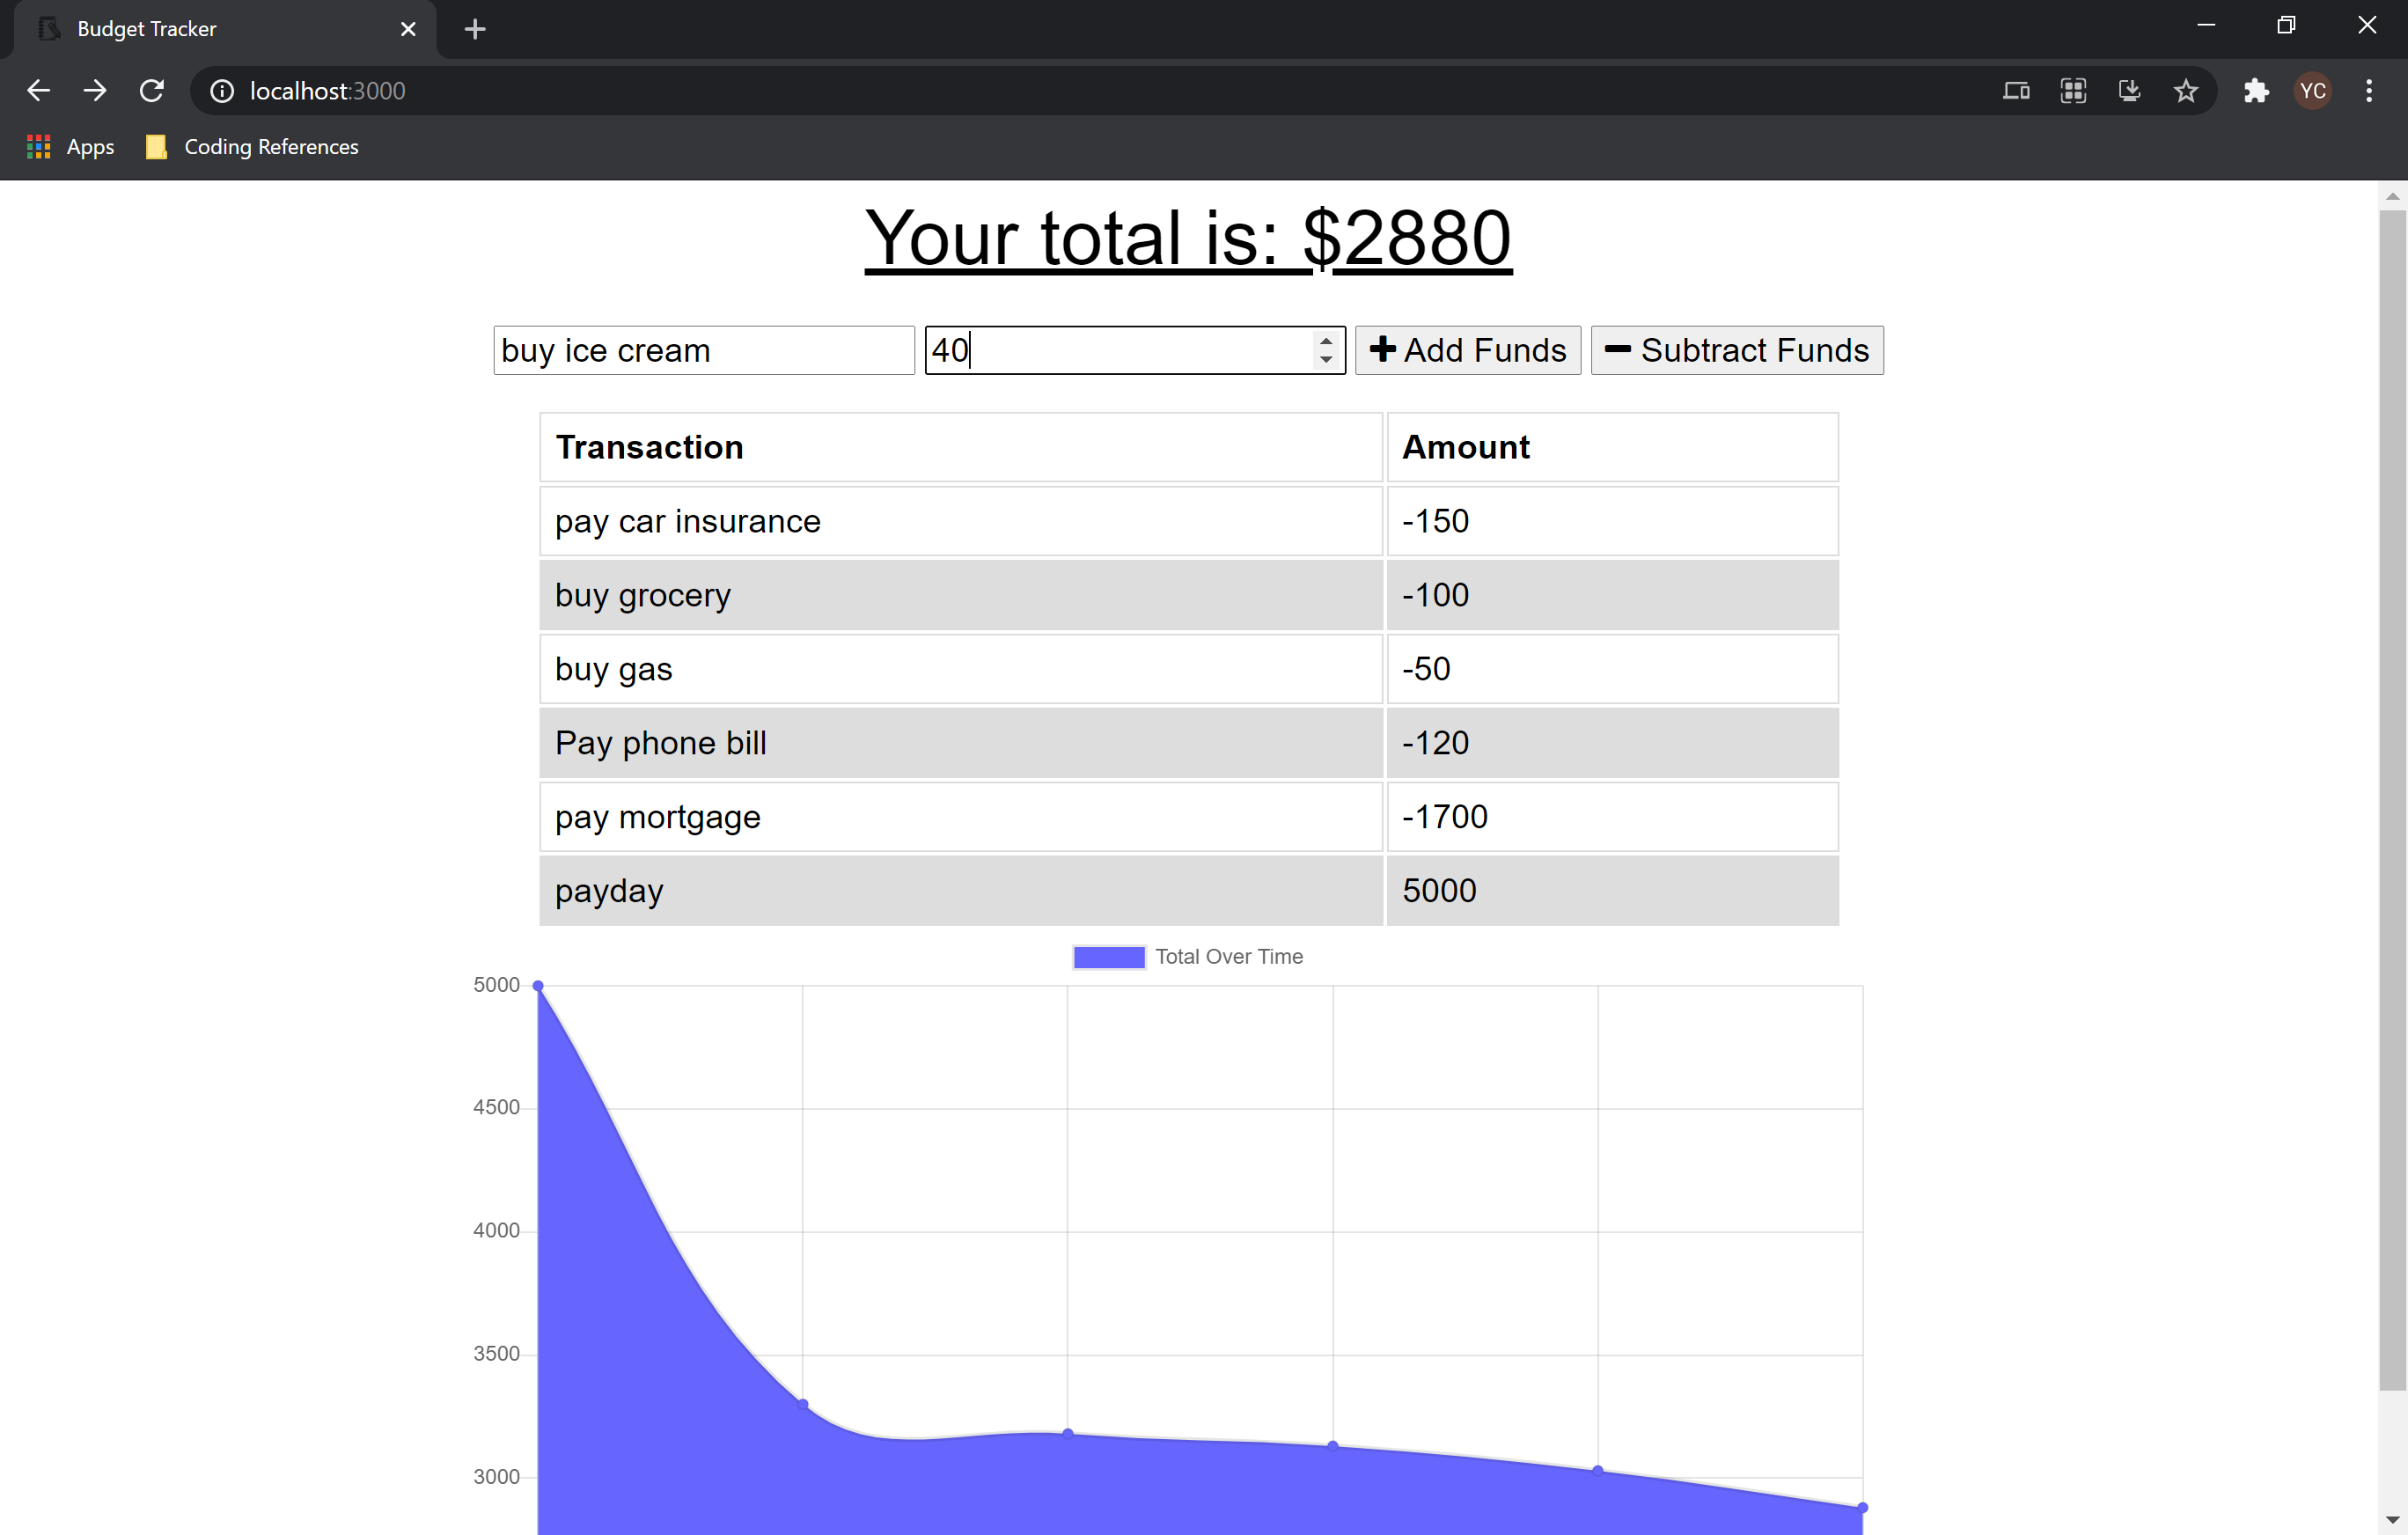 Budget Tracker
localhost:3000
YC
Apps
Coding References
Your total is: $2880
buy ice cream
40
Add Funds
Subtract Funds
Transaction Amount
pay car insurance -150
buy grocery -100
buy gas -50
Pay phone bill -120
pay mortgage -1700
payday 5000
Total Over Time
5000
4500
4000
3500
3000